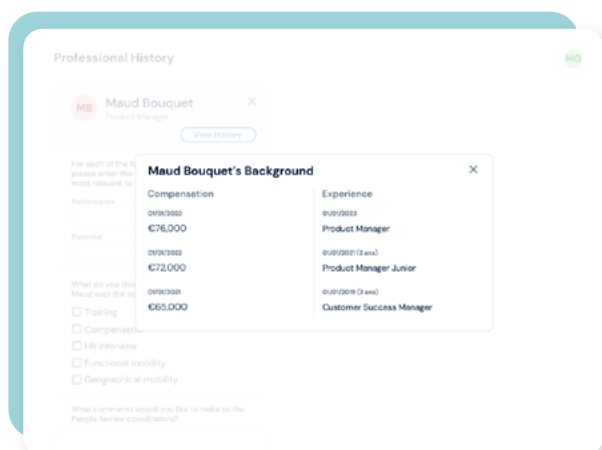 Professional History
MG
MB
Maud Bouquet
Product Manager
View History
For each of the
please enter the
most relevant to
Performance
Potential
Maud Bouquet's Background
Compensation
Experience
01/01/2023
€76,000
01/01/2023
Product Manager
01/01/2022
€72,000
01/01/2021 (2 ans)
Product Manager Junior
01/01/2021
€65,000
01/01/2019 (2 ans)
Customer Success Manager
What do you thin
Maud over the ne
Training
Compensation
HR Interview
Functional mobility
Geographical mobility
What comments would you like to make to the
People Review coordinators?